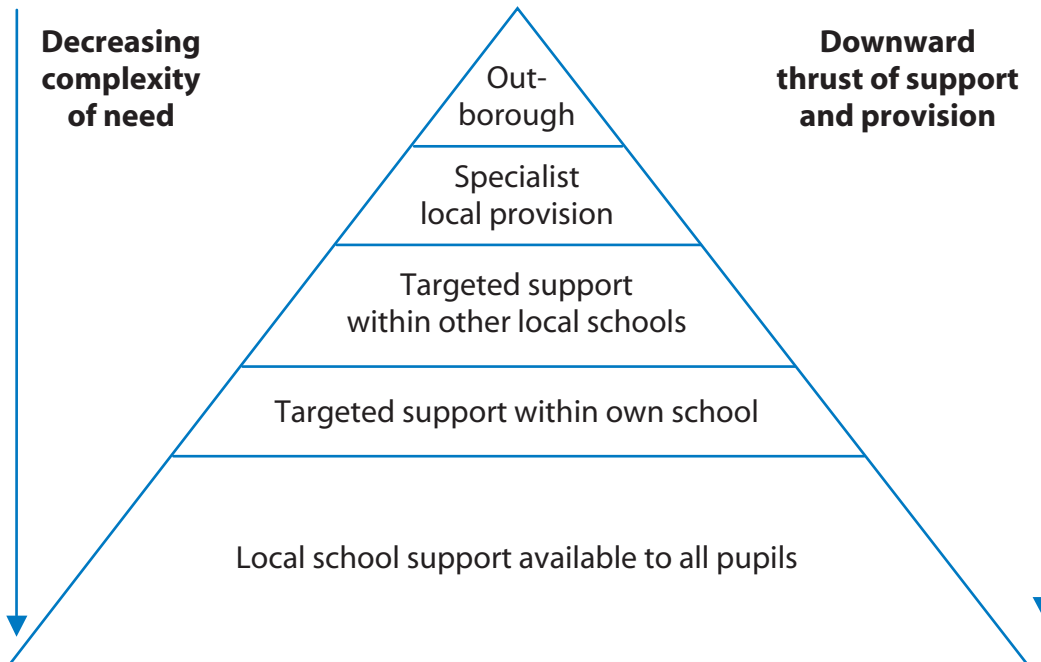 Decreasing
complexity
of need
Downward
thrust of support
and provision
Out-
borough
Specialist
local provision
Targeted support
within other local schools
Targeted support within own school
Local school support available to all pupils